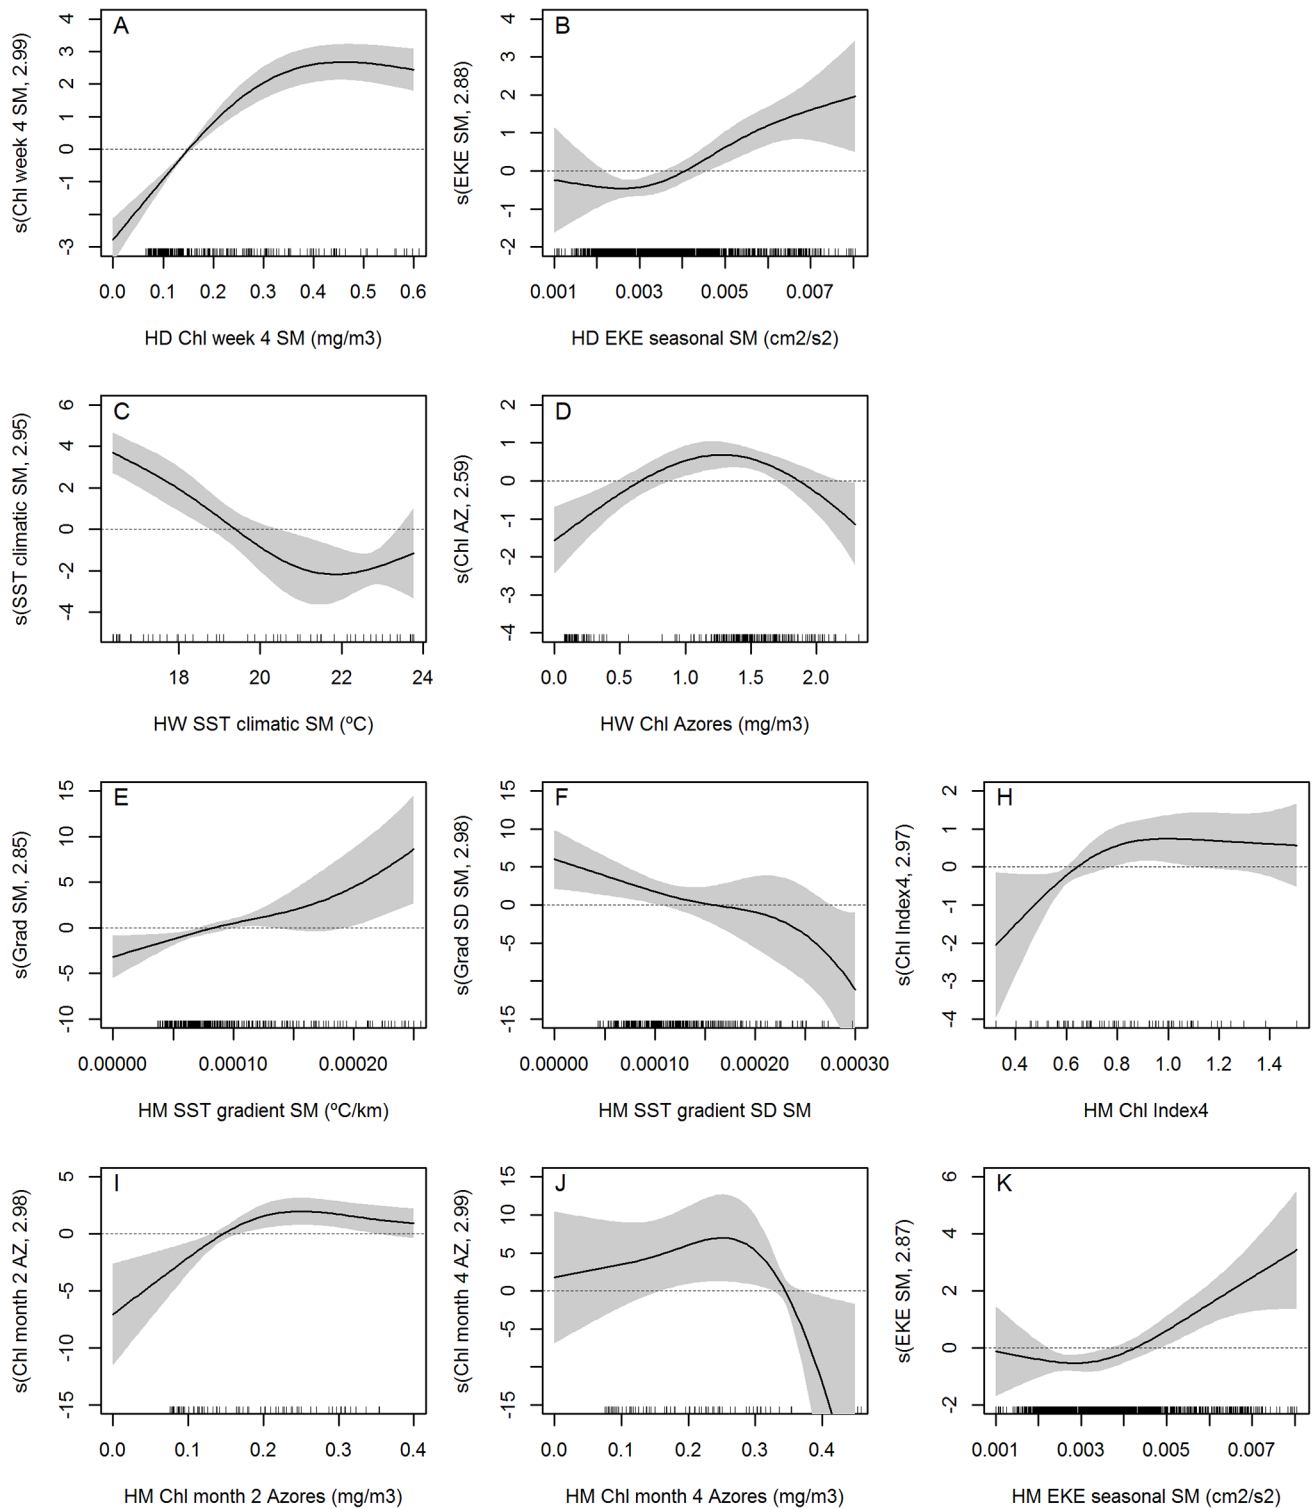 A
s(Chl week 4 SM, 2.99)
4
3
2
1
0
-1
-3
0.0 0.1 0.2 0.3 0.4 0.5 0.6
HD Chl week 4 SM (mg/m3)
B
s(EKE SM, 2.88)
4
3
2
1
0
-1
-2
0.001 0.003 0.005 0.007
HD EKE seasonal SM (cm2/s2)
C
s(SST climatic SM, 2.95)
6
4
2
0
-2
-4
18 20 22 24
HW SST climatic SM (ºC)
D
s(Chl AZ, 2.59)
2
1
0
-1
-2
-3
-4
0.0 0.5 1.0 1.5 2.0
HW Chl Azores (mg/m3)
E
s(Grad SM, 2.85)
15
10
5
0
-5
-10
0.00000 0.00010 0.00020
HM SST gradient SM (ºC/km)
F
s(Grad SD SM, 2.98)
15
10
5
0
-5
-15
0.00000 0.00010 0.00020 0.00030
HM SST gradient SD SM
H
s(Chl Index4, 2.97)
2
1
0
-1
-2
-3
-4
0.4 0.6 0.8 1.0 1.2 1.4
HM Chl Index4
I
s(Chl month 2 AZ, 2.98)
5
0
-5
-10
-15
0.0 0.1 0.2 0.3 0.4
HM Chl month 2 Azores (mg/m3)
J
s(Chl month 4 AZ, 2.99)
15
10
5
0
-5
-15
0.0 0.1 0.2 0.3 0.4
HM Chl month 4 Azores (mg/m3)
K
s(EKE SM, 2.87)
6
4
2
0
-2
0.001 0.003 0.005 0.007
HM EKE seasonal SM (cm2/s2)